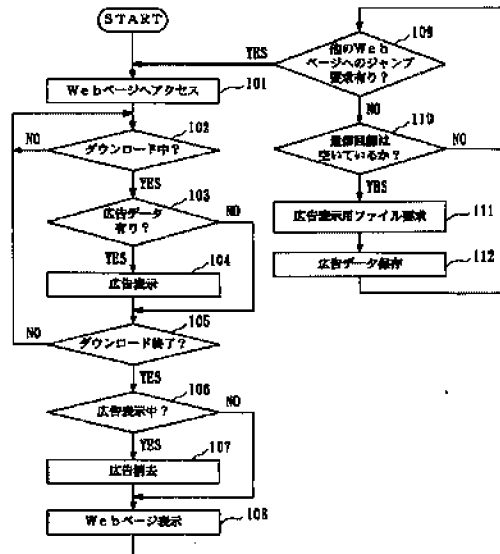 START
Webページへアクセス
101
102
ダウンロード中?
NO
YES
103
広告データ
有り?
NO
YES
104
広告表示
105
ダウンロード終了?
NO
YES
106
広告表示中?
NO
YES
107
広告消去
Webページ表示
108
109
他のWeb
ページへのジャンプ
要求有り?
YES
NO
110
通信回線は
空いているか?
NO
YES
広告表示用ファイル要求
111
広告データ保存
112